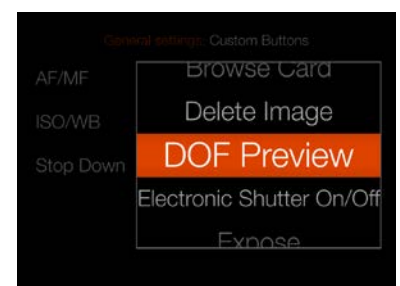 General settings: Custom Buttons
AF/MF
ISO/WB
Stop Down
Browse Card
Delete Image
DOF Preview
Electronic Shutter On/Off
Expose